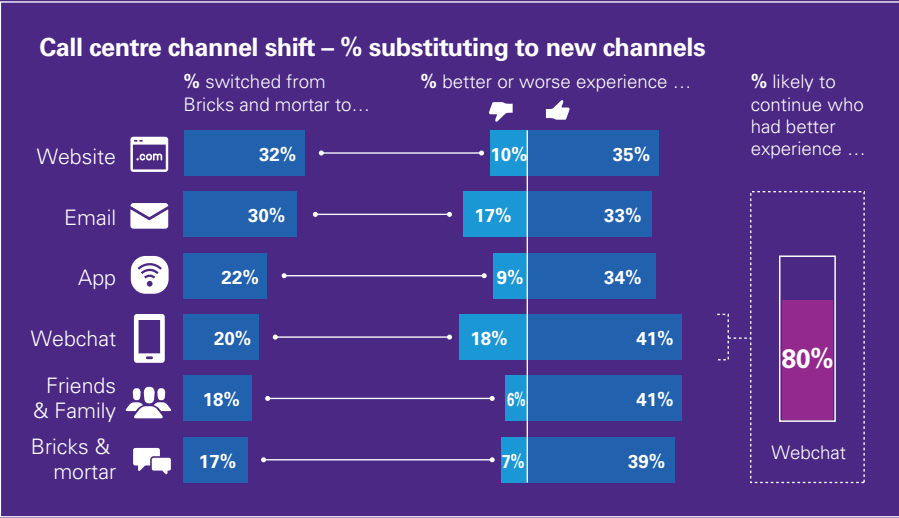 Call centre channel shift – % substituting to new channels
% switched from
Bricks and mortar to…
% better or worse experience …
% likely to
continue who
had better
experience …
Website .com 32% 10% 35%
Email 30% 17% 33%
App 22% 9% 34%
Webchat 20% 18% 41%
Friends
& Family 18% 6% 41%
Bricks &
mortar 17% 7% 39%
80%
Webchat